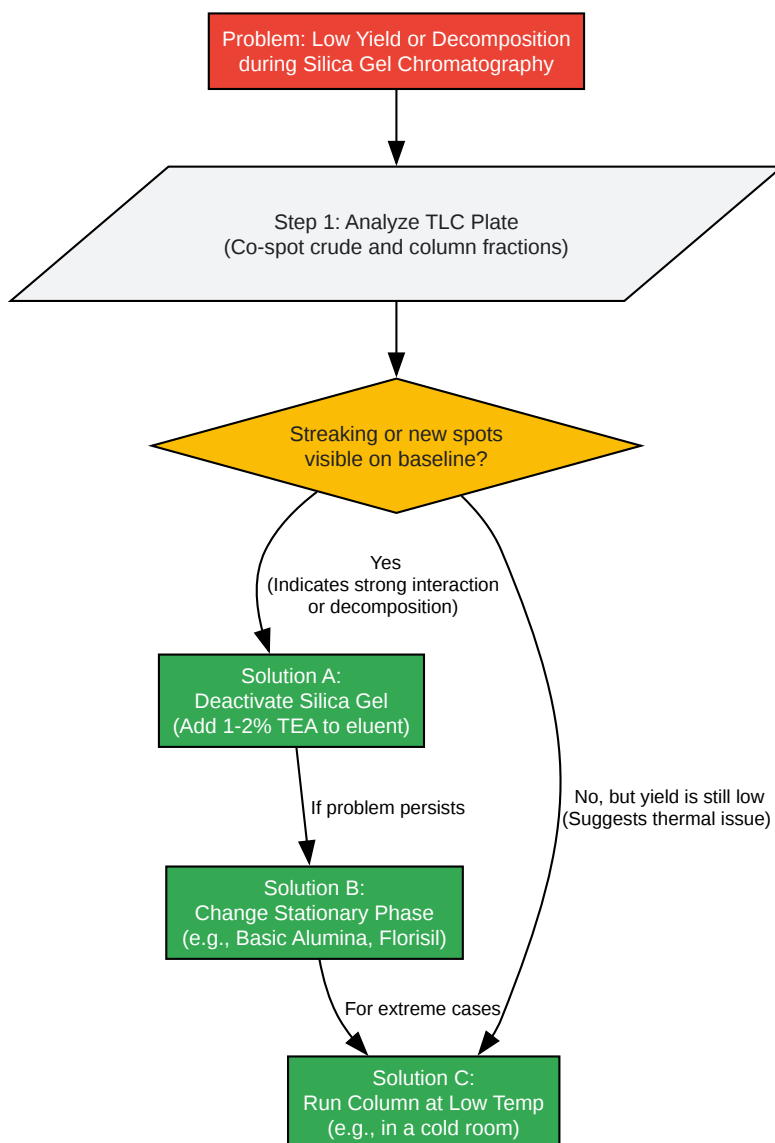 Problem: Low Yield or Decomposition
during Silica Gel Chromatography
Step 1: Analyze TLC Plate
(Co-spot crude and column fractions)
Streaking or new spots
visible on baseline?
Yes
(Indicates strong interaction
or decomposition)
Solution A:
Deactivate Silica Gel
(Add 1-2% TEA to eluent)
No, but yield is still low
(Suggests thermal issue)
If problem persists
Solution B:
Change Stationary Phase
(e.g., Basic Alumina, Florisil)
For extreme cases
Solution C:
Run Column at Low Temp
(e.g., in a cold room)